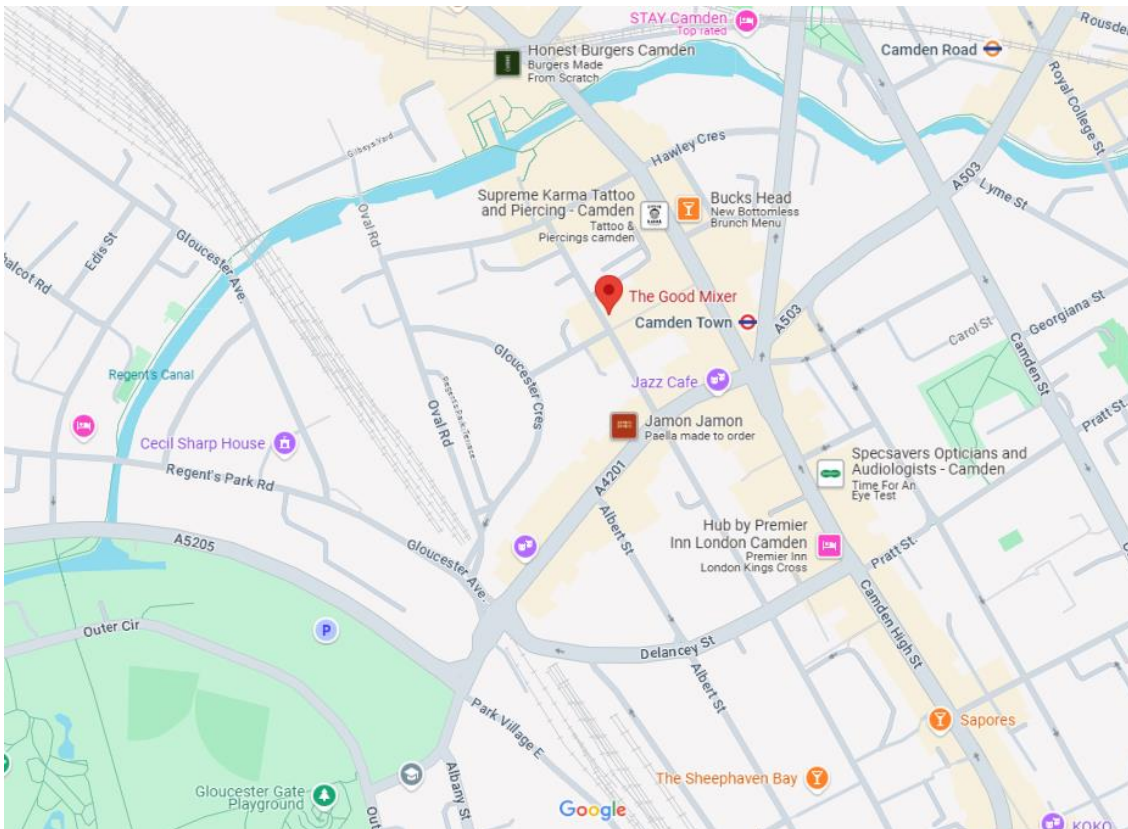 STAY Camden
Top rated
Rousden
Camden Road
Honest Burgers Camden
Burgers Made
From Scratch
Royal College St
Gilbeys Yard
Hawley Cres
A503
Lyme St
Supreme Karma Tattoo
and Piercing - Camden
Tattoo &
Piercings camden
Bucks Head
New Bottomless
Brunch Menu
Oval Rd
Edis St
Gloucester Ave.
halcot Rd
The Good Mixer
Camden Town
A503
Georgiana St
Carol St
Camden St
Gloucester Cres
Regent's Canal
Jazz Cafe
Regent's Park Terrace
Oval Rd
Pratt St.
Jamon Jamon
Paella made to order
Cecil Sharp House
Regent's Park Rd
A4201
Specsavers Opticians and
Audiologists - Camden
Time For An
Eye Test
Albert St
Hub by Premier
Inn London Camden
Premier Inn
London Kings Cross
A5205
Gloucester Ave.
Pratt St.
Camden High St
Outer Cir
P
Delancey St
Albert St
Park Village E
Sapores
Albany St
The Sheephaven Bay
Gloucester Gate
Playground
Out
Google
KOKO